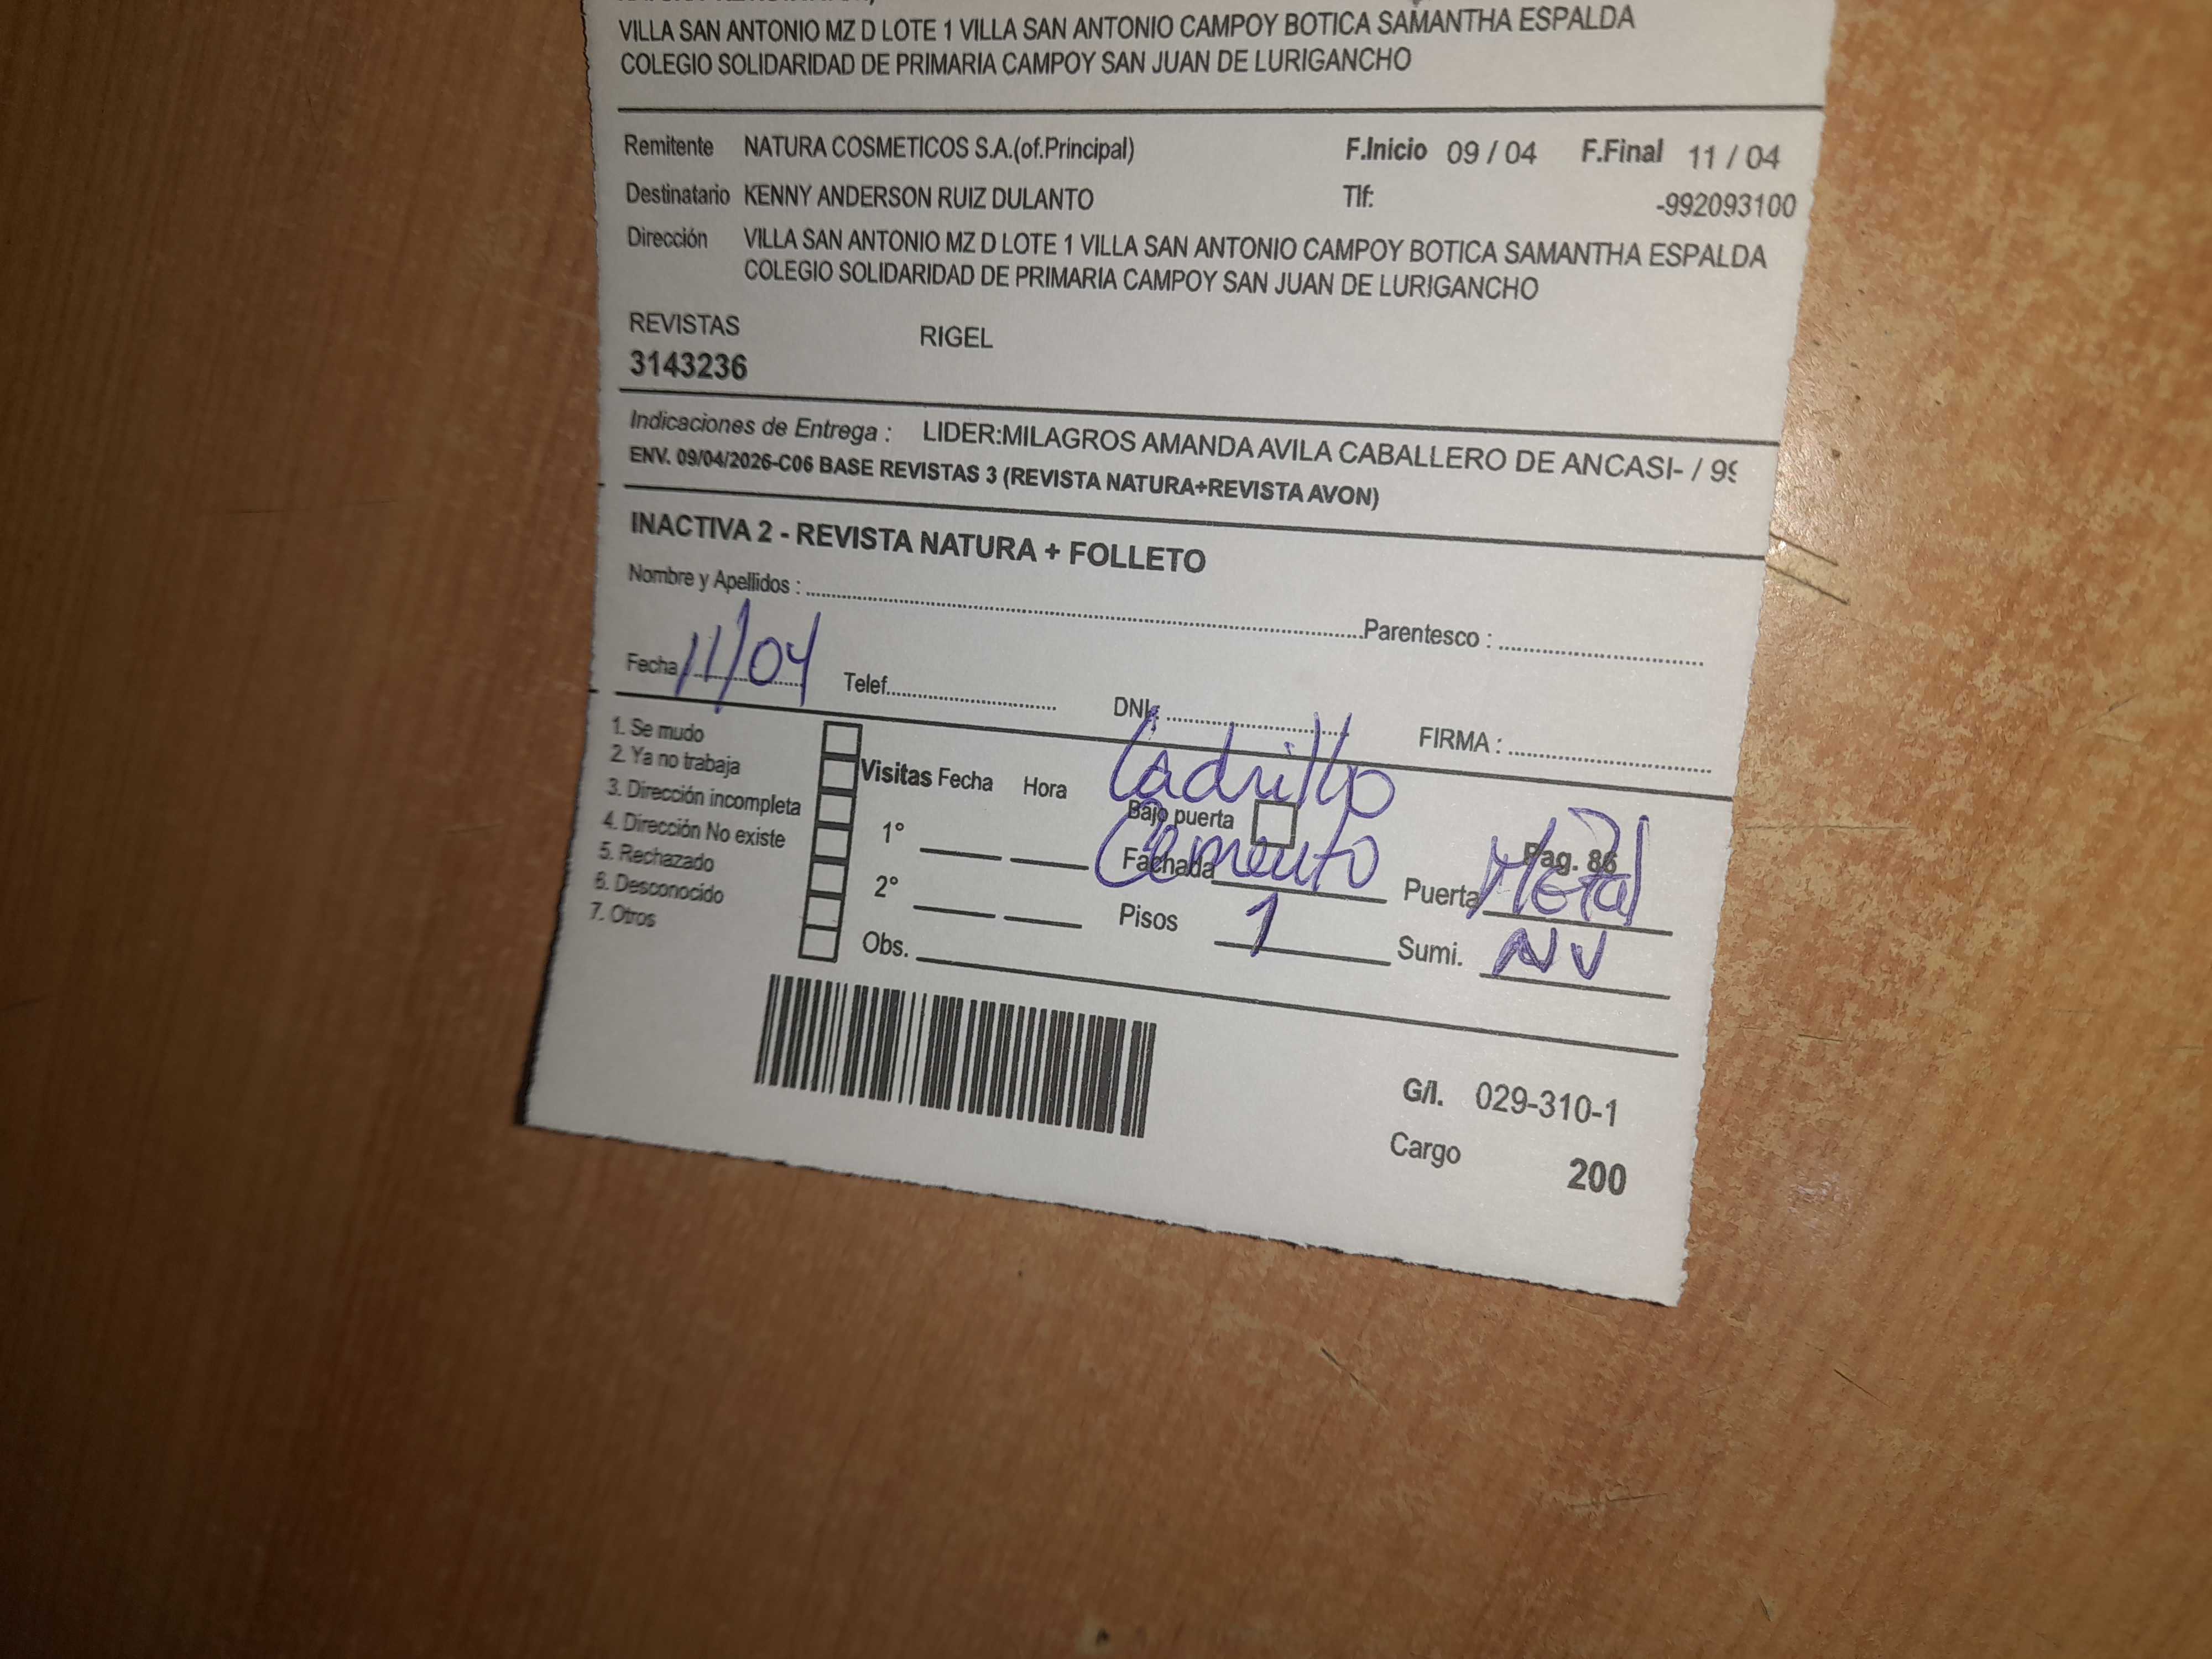 VILLA SAN ANTONIO MZ D LOTE 1 VILLA SAN ANTONIO CAMPOY BOTICA SAMANTHA ESPALDA
COLEGIO SOLIDARIDAD DE PRIMARIA CAMPOY SAN JUAN DE LURIGANCHO
Remitente NATURA COSMETICOS S.A.(of.Principal) F.Inicio 09 / 04 F.Final 11 / 04
Destinatario KENNY ANDERSON RUIZ DULANTO Tlf: -992093100
Dirección VILLA SAN ANTONIO MZ D LOTE 1 VILLA SAN ANTONIO CAMPOY BOTICA SAMANTHA ESPALDA
COLEGIO SOLIDARIDAD DE PRIMARIA CAMPOY SAN JUAN DE LURIGANCHO
REVISTAS RIGEL
3143236
Indicaciones de Entrega : LIDER:MILAGROS AMANDA AVILA CABALLERO DE ANCASI- / 99
ENV. 09/04/2026-C06 BASE REVISTAS 3 (REVISTA NATURA+REVISTA AVON)
INACTIVA 2 - REVISTA NATURA + FOLLETO
Nombre y Apellidos : Parentesco :
Fecha 11/04 Telef. DNI: FIRMA :
1. Se mudo
2. Ya no trabaja
3. Dirección incompleta
4. Dirección No existe
5. Rechazado
6. Desconocido
7. Otros
Visitas Fecha Hora Ladrillo
Bajo puerta Pag. 86
1° Fachada Cemento Puerta Metal
2° Pisos 1 Sumi. NV
Obs.
G/I. 029-310-1
Cargo 200